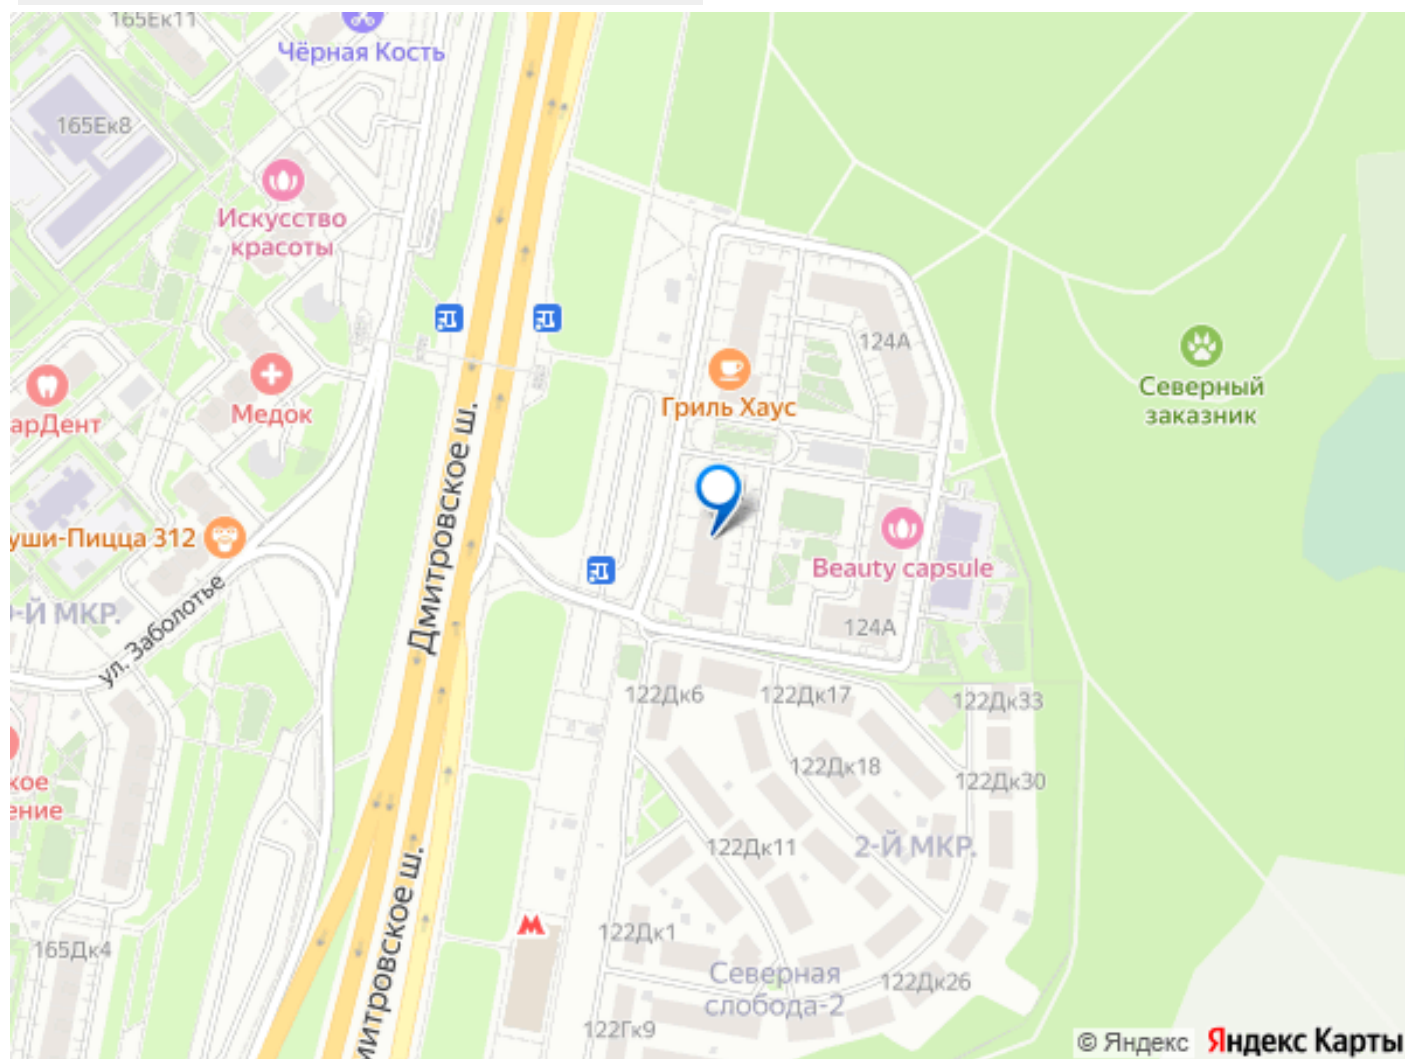 165Ек11
Чёрная Кость
165Ек8
Искусство
красоты
124А
Северный
заказник
Медок
арДент
Гриль Хаус
Дмитровское ш.
уши-Пицца 312
Beauty capsule
-Й МКР.
ул. Заболотье
124А
122Дк6
122Дк17
122Дк33
122Дк18
122Дк30
кое
ение
122Дк11
2-Й МКР.
митровское ш.
165Дк4
122Дк1
Северная
слобода-2
122Дк26
122Гк9
© Яндекс Яндекс Карты